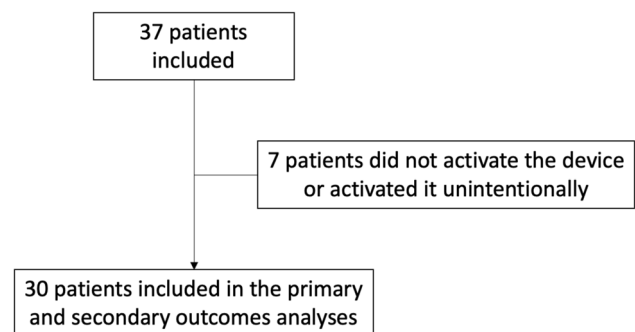 37 patients
included
7 patients did not activate the device
or activated it unintentionally
30 patients included in the primary
and secondary outcomes analyses